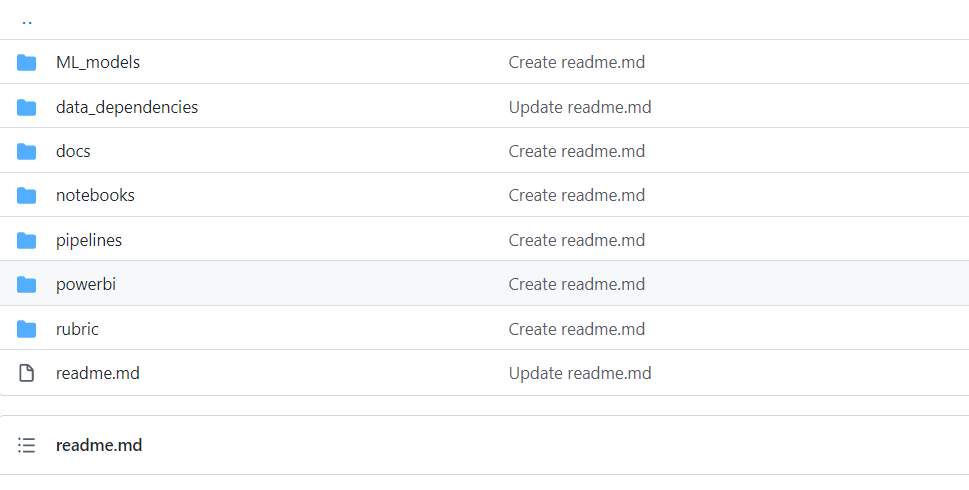 ..
ML_models Create readme.md
data_dependencies Update readme.md
docs Create readme.md
notebooks Create readme.md
pipelines Create readme.md
powerbi Create readme.md
rubric Create readme.md
readme.md Update readme.md
readme.md